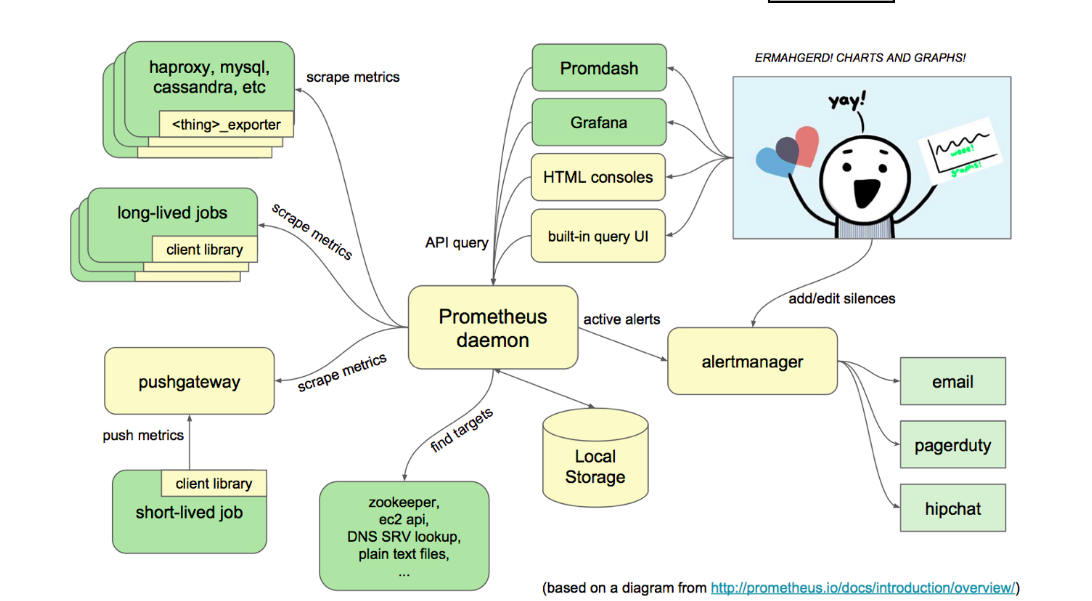 haproxy, mysql,
cassandra, etc
<thing>_exporter
scrape metrics
long-lived jobs
client library
scrape metrics
pushgateway
scrape metrics
push metrics
client library
short-lived job
Promdash
Grafana
HTML consoles
built-in query UI
API query
Prometheus
daemon
find targets
zookeeper,
ec2 api,
DNS SRV lookup,
plain text files,
...
Local
Storage
active alerts
ERMAHGERD! CHARTS AND GRAPHS!
yay!
graphs!
add/edit silences
alertmanager
email
pagerduty
hipchat
(based on a diagram from http://prometheus.io/docs/introduction/overview/)